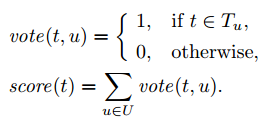 vote(t, u) = { 1, if t ∈ T_u,
0, otherwise,
score(t) = ∑_{u∈U} vote(t, u).